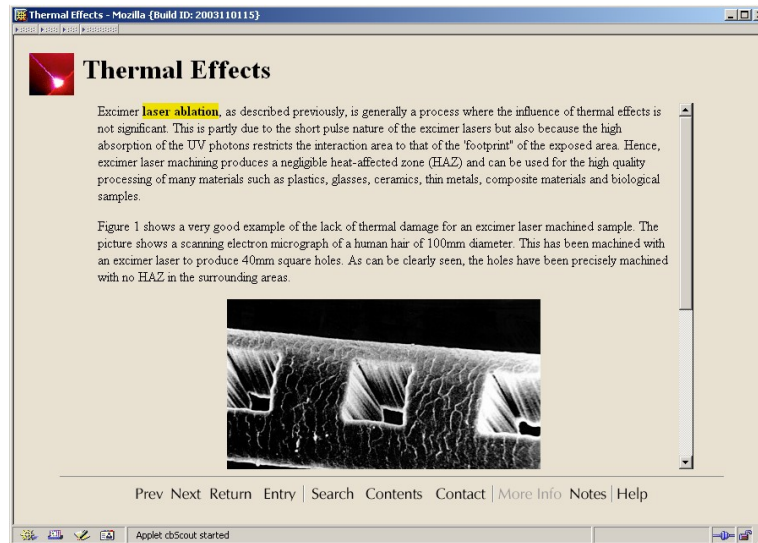 Thermal Effects - Mozilla {Build ID: 2003110115}
Thermal Effects
Excimer laser ablation, as described previously, is generally a process where the influence of thermal effects is
not significant. This is partly due to the short pulse nature of the excimer lasers but also because the high
absorption of the UV photons restricts the interaction area to that of the 'footprint" of the exposed area. Hence,
excimer laser machining produces a negligible heat-affected zone (HAZ) and can be used for the high quality
processing of many materials such as plastics, glasses, ceramics, thin metals, composite materials and biological
samples.
Figure 1 shows a very good example of the lack of thermal damage for an excimer laser machined sample. The
picture shows a scanning electron micrograph of a human hair of 100mm diameter. This has been machined with
an excimer laser to produce 40mm square holes. As can be clearly seen, the holes have been precisely machined
with no HAZ in the surrounding areas.
Prev Next Return Entry | Search Contents Contact | More Info Notes | Help
Applet cbScout started